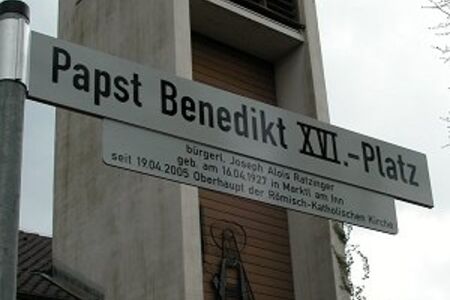 Papst Benedikt XVI.-Platz
bürgerl. Joseph Alois Ratzinger
geb. am 16.04.1927 in Marktl am Inn
seit 19.04.2005 Oberhaupt der Römisch-Katholischen Kirche